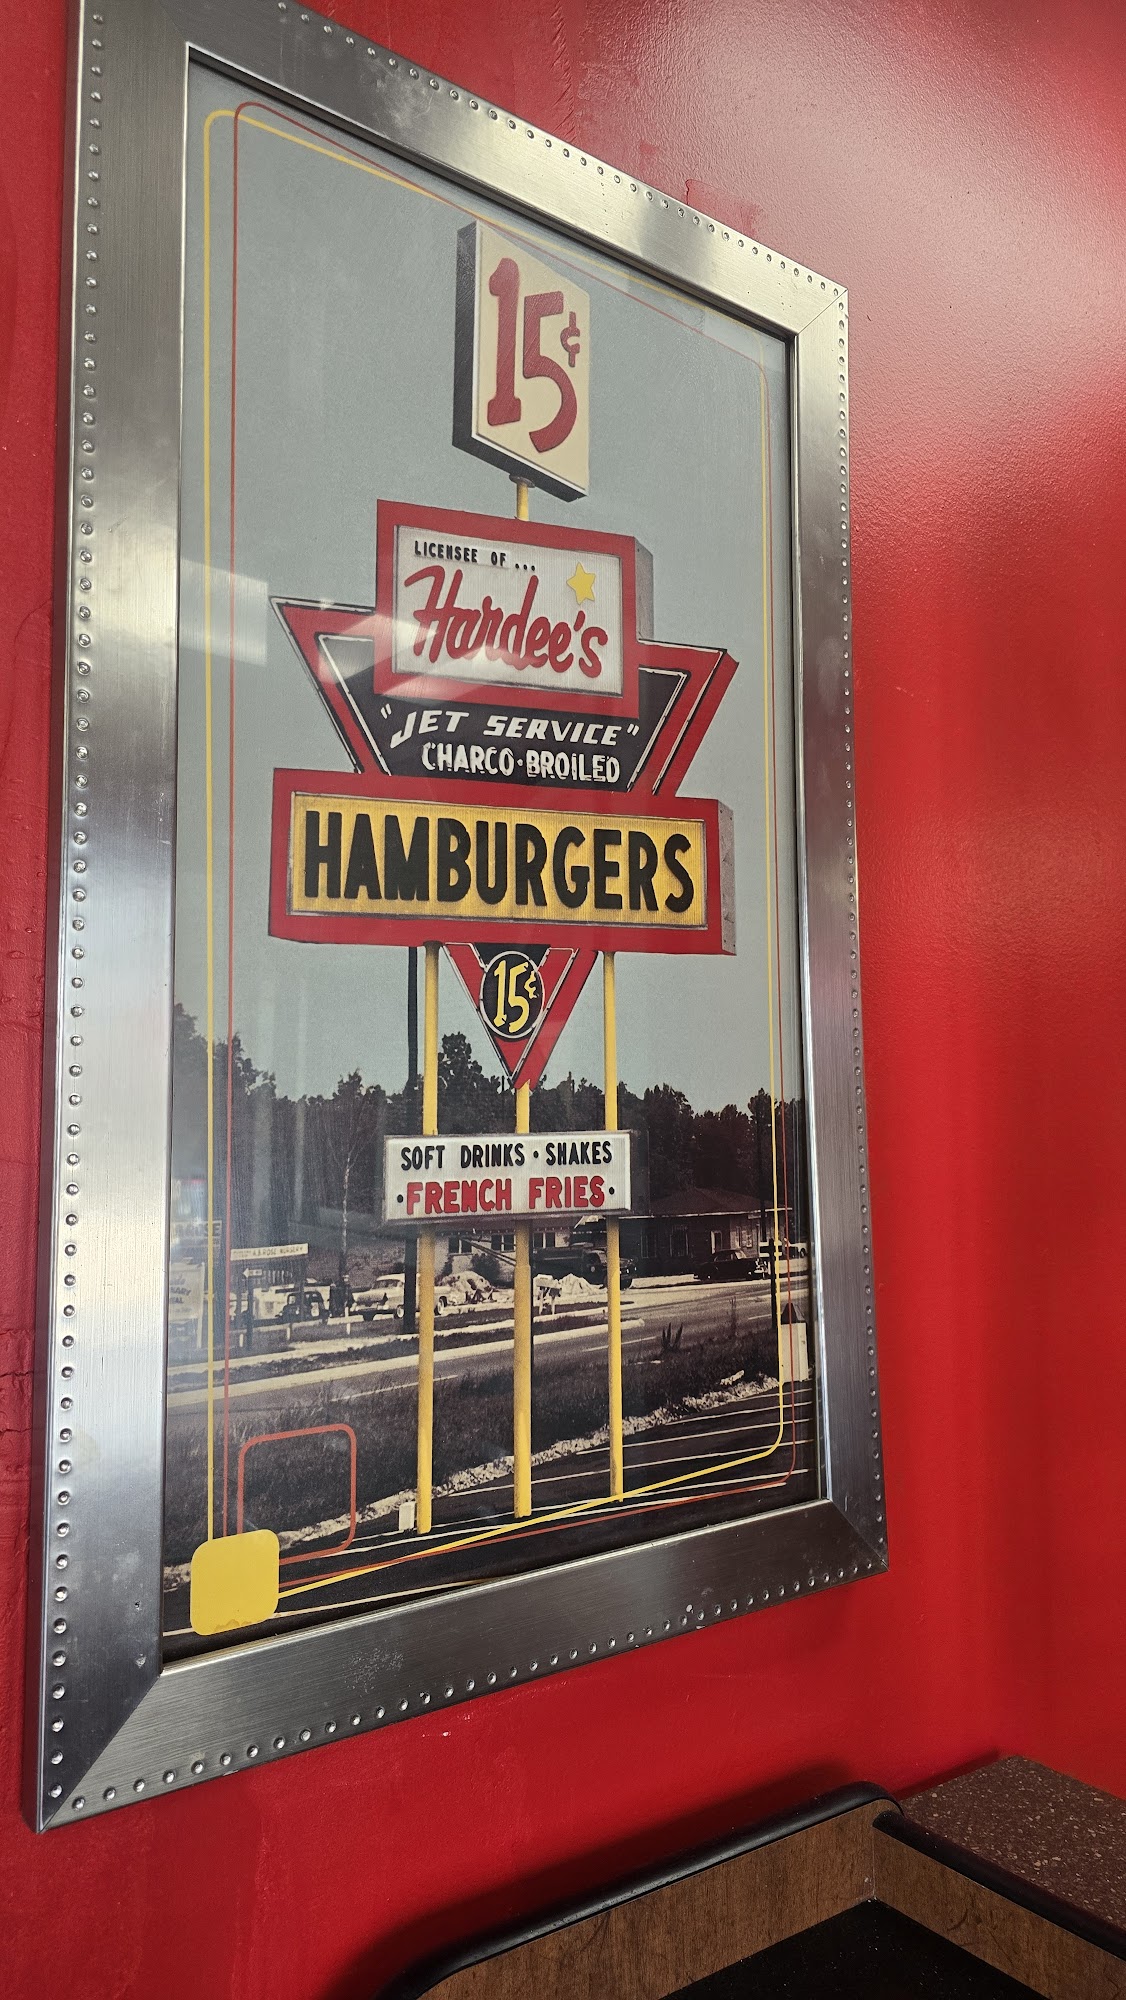 15¢
LICENSEE OF...
Hardee's
"JET SERVICE"
CHARCO·BROILED
HAMBURGERS
15¢
SOFT DRINKS · SHAKES
·FRENCH FRIES·